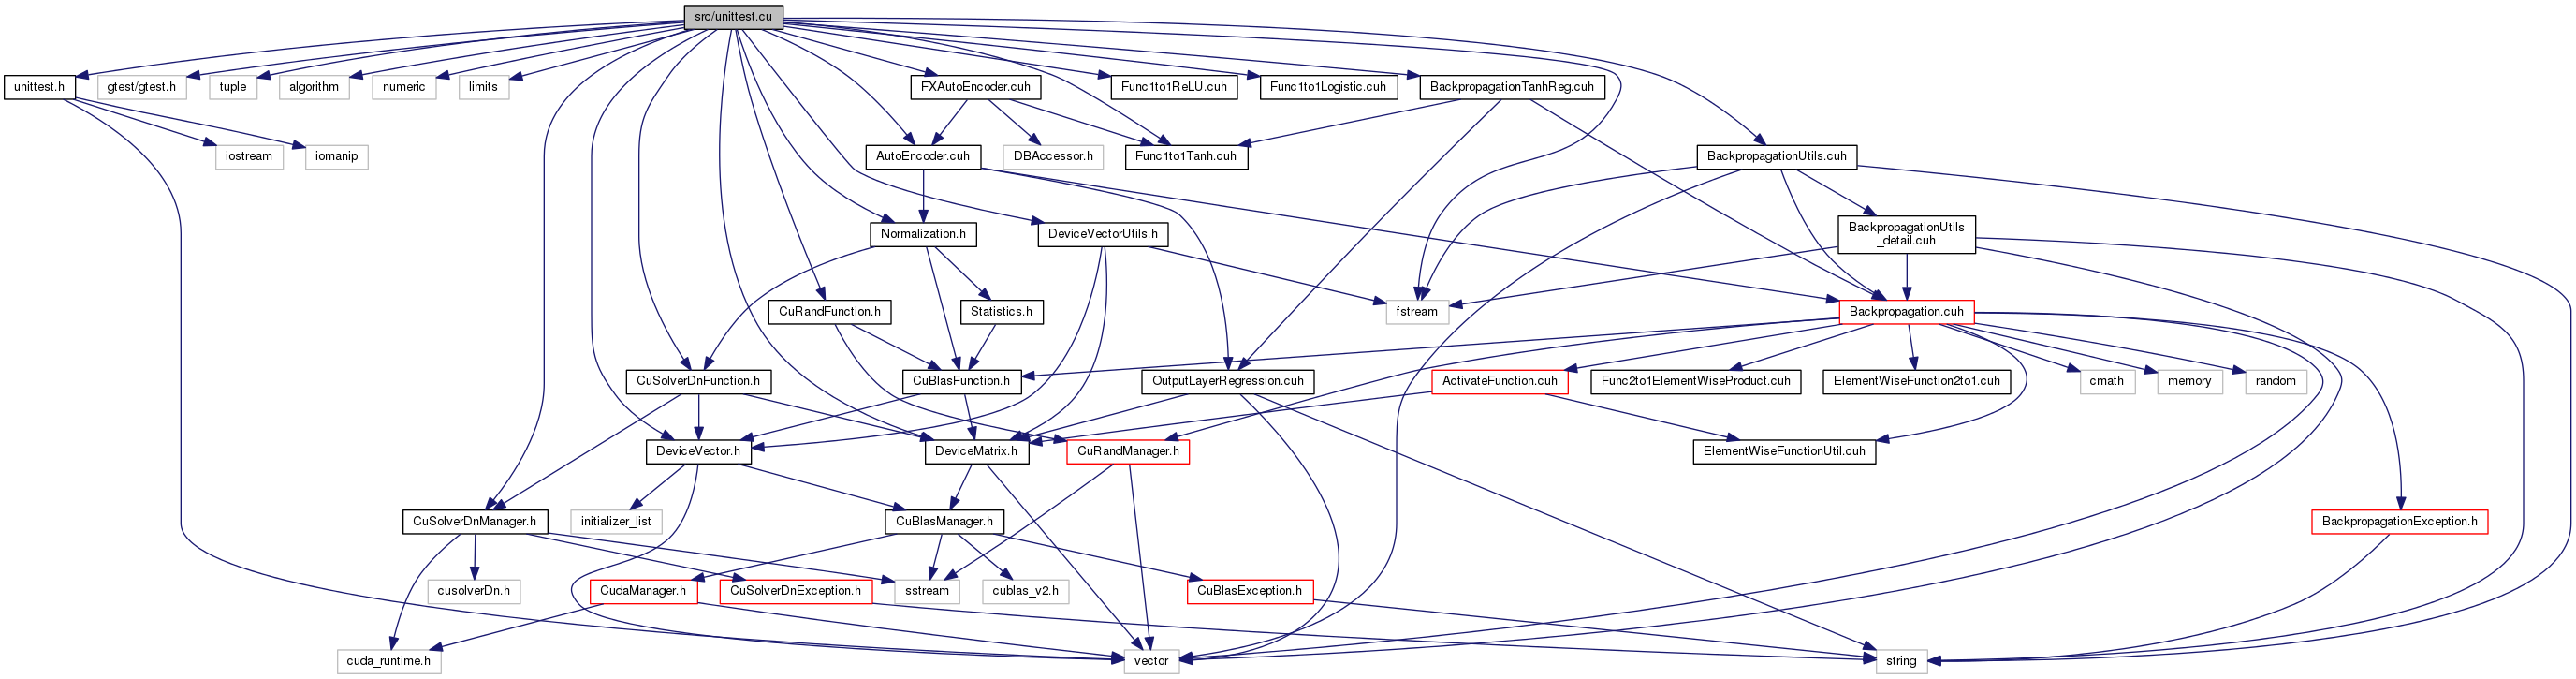 src/unittest.cu
unittest.h
gtest/gtest.h
tuple
algorithm
numeric
limits
FXAutoEncoder.cuh
Func1to1ReLU.cuh
Func1to1Logistic.cuh
BackpropagationTanhReg.cuh
iostream
iomanip
AutoEncoder.cuh
DBAccessor.h
Func1to1Tanh.cuh
BackpropagationUtils.cuh
Normalization.h
DeviceVectorUtils.h
BackpropagationUtils
_detail.cuh
CuRandFunction.h
Statistics.h
fstream
Backpropagation.cuh
CuSolverDnFunction.h
CuBlasFunction.h
OutputLayerRegression.cuh
ActivateFunction.cuh
Func2to1ElementWiseProduct.cuh
ElementWiseFunction2to1.cuh
cmath
memory
random
DeviceVector.h
DeviceMatrix.h
CuRandManager.h
ElementWiseFunctionUtil.cuh
CuSolverDnManager.h
initializer_list
CuBlasManager.h
BackpropagationException.h
cusolverDn.h
CudaManager.h
CuSolverDnException.h
sstream
cublas_v2.h
CuBlasException.h
cuda_runtime.h
vector
string